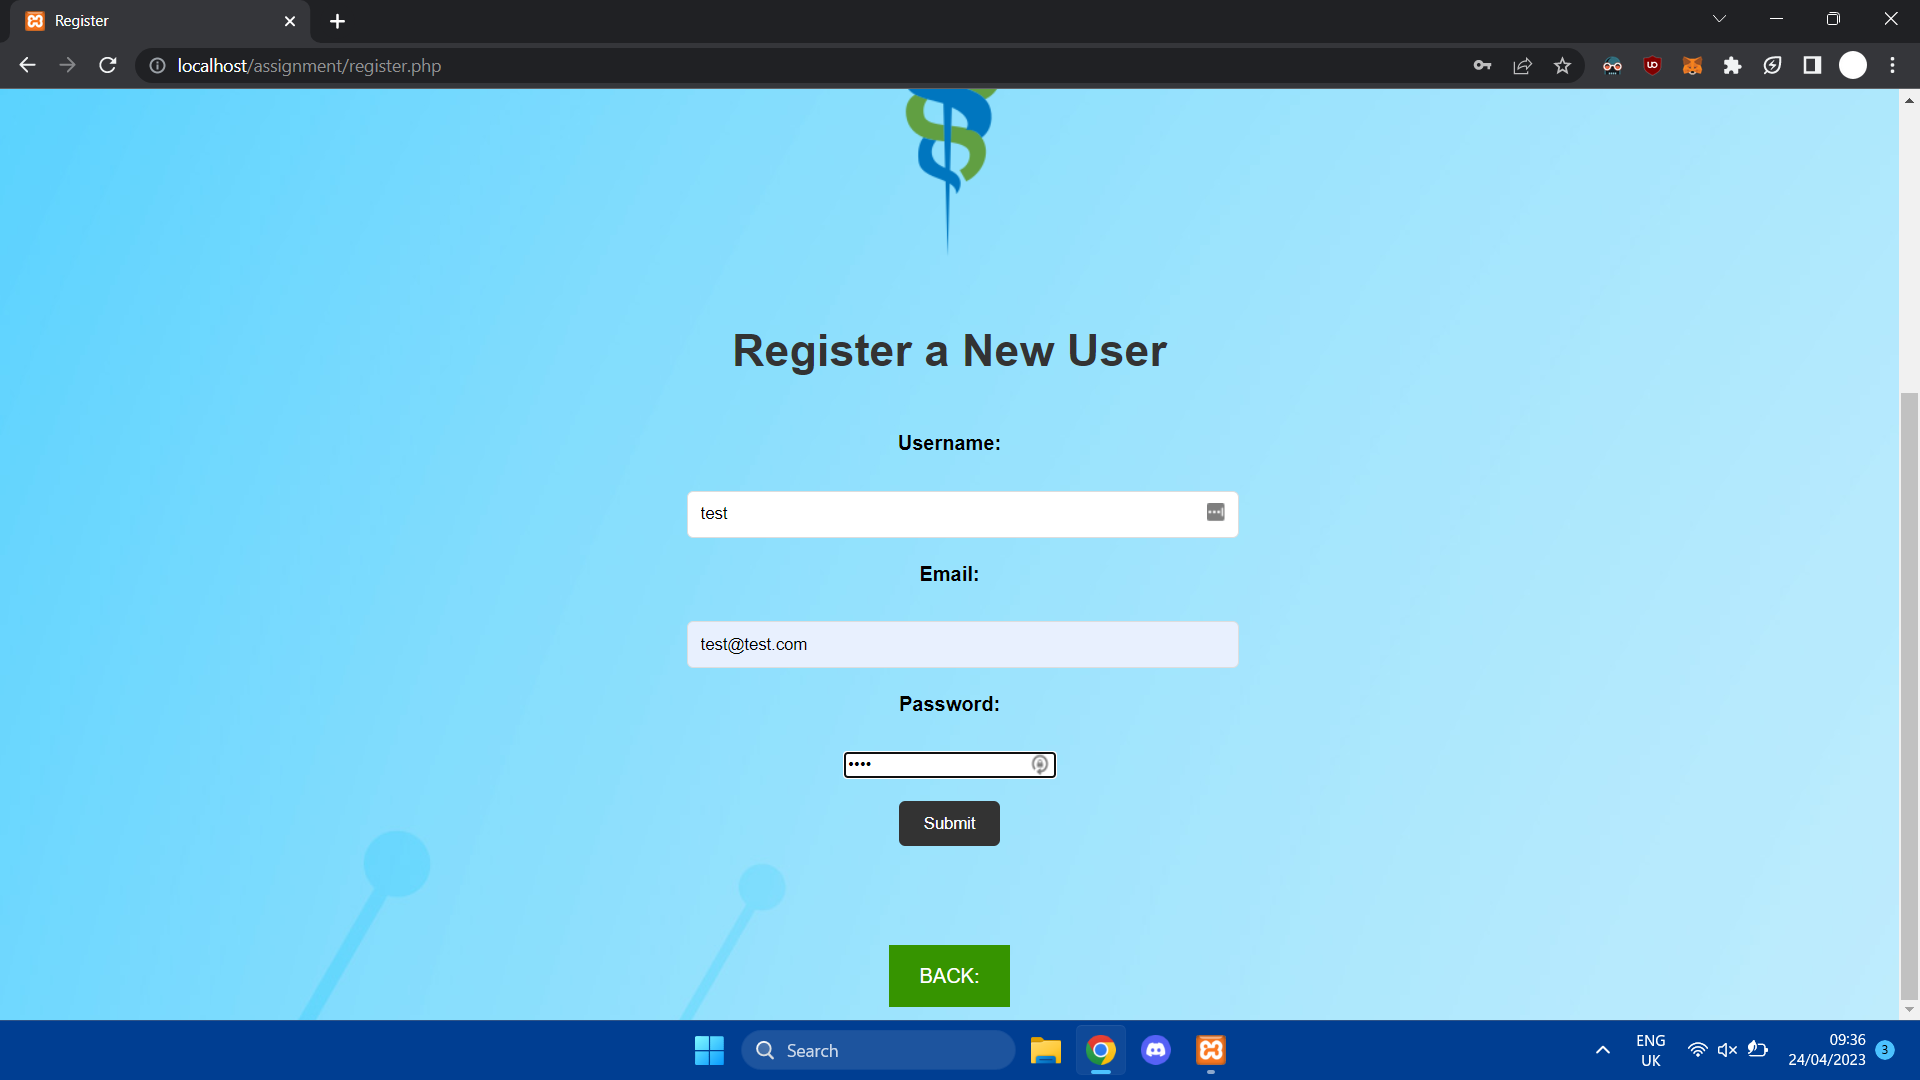 Register
localhost/assignment/register.php
Register a New User
Username:
test
Email:
test@test.com
Password:
••••
Submit
BACK:
Search
ENG
UK
09:36
24/04/2023
3